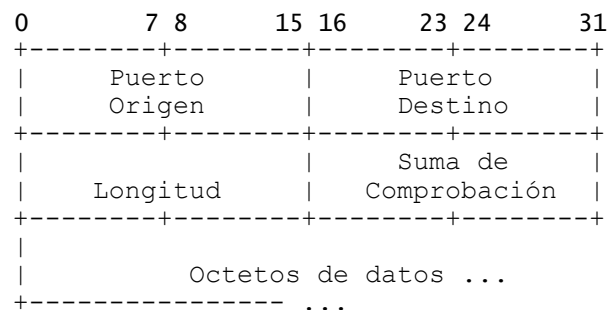 0 7 8 15 16 23 24 31
+--------+--------+--------+--------+
| Puerto | Puerto |
| Origen | Destino |
+--------+--------+--------+--------+
| | Suma de |
| Longitud | Comprobación |
+--------+--------+--------+--------+
|
| Octetos de datos ...
+---------------- ...